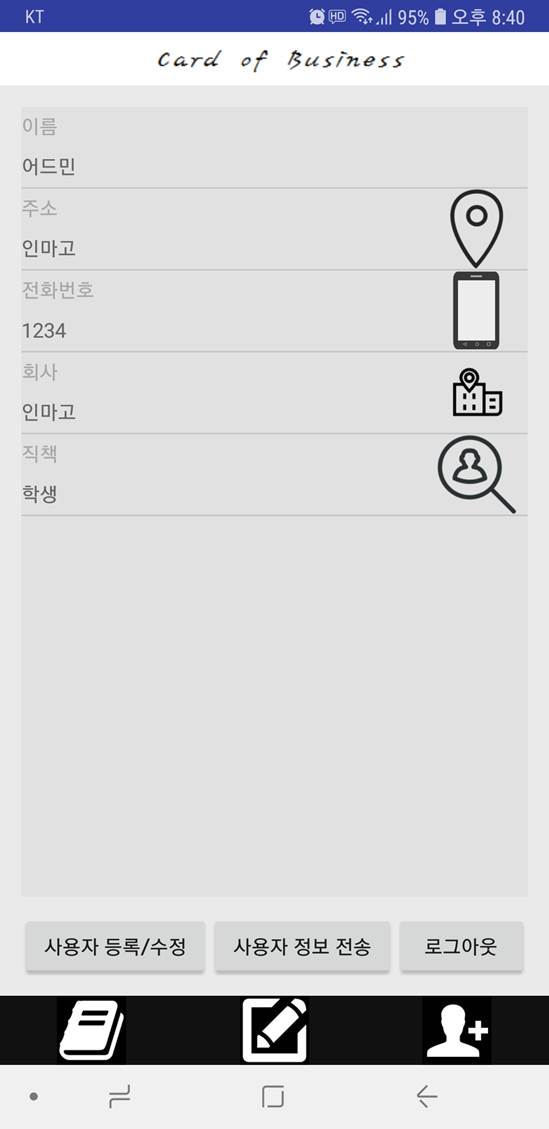 KT HD 95% 오후 8:40
Card of Business
이름
어드민
주소
인마고
전화번호
1234
회사
인마고
직책
학생
사용자 등록/수정 사용자 정보 전송 로그아웃